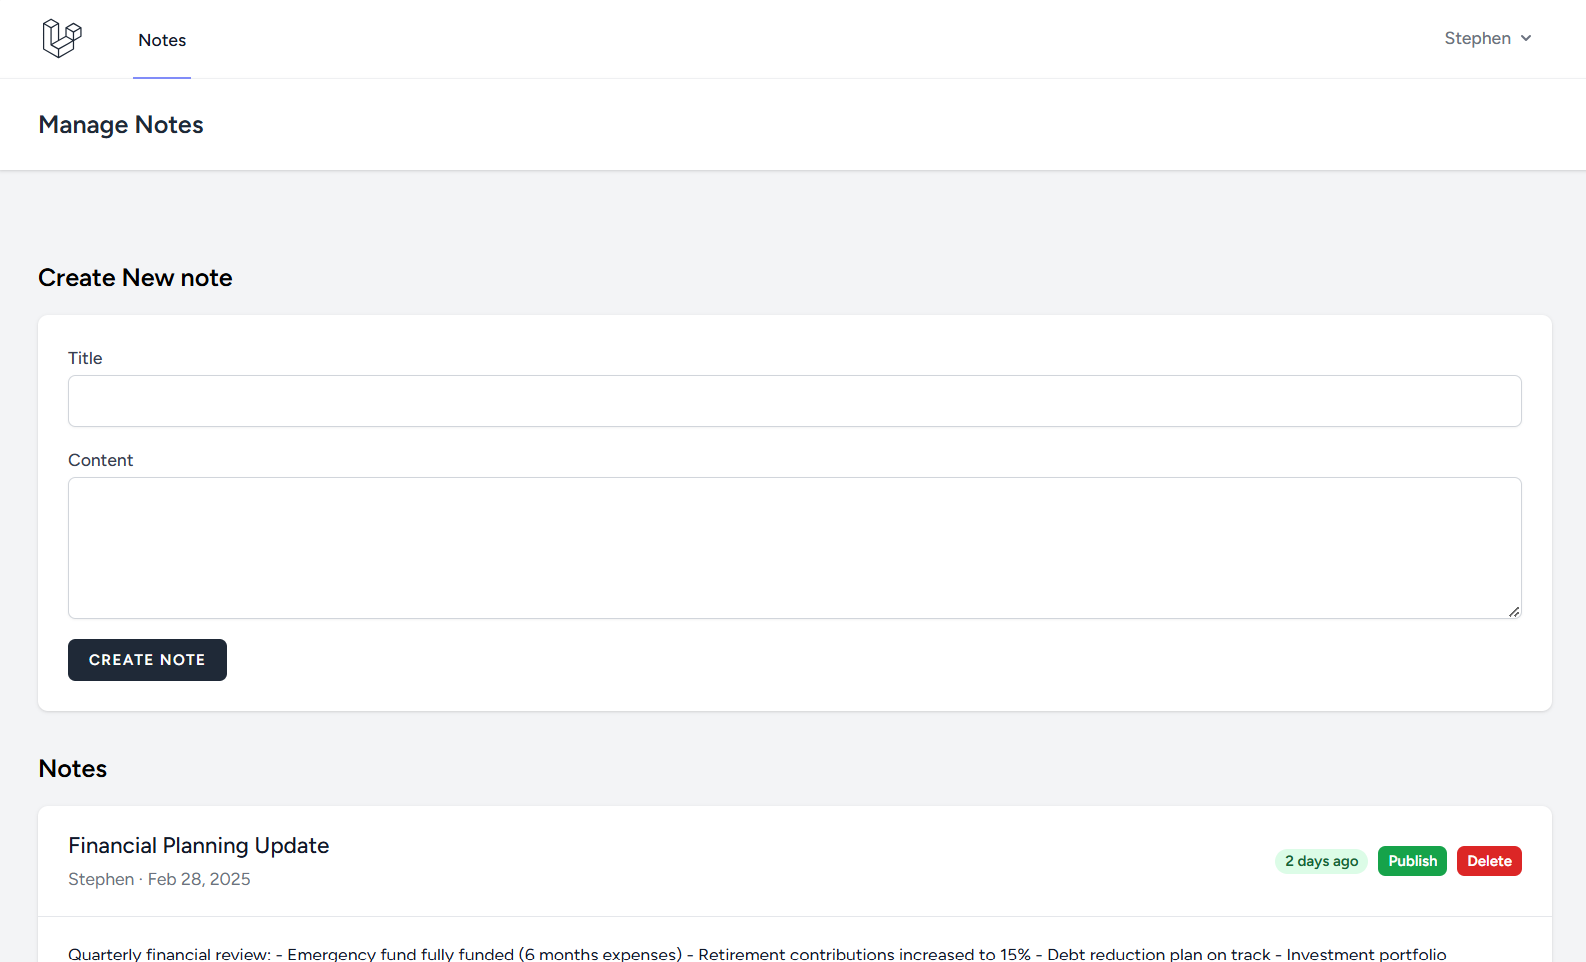 Notes
Stephen
Manage Notes
Create New note
Title
Content
CREATE NOTE
Notes
Financial Planning Update
Stephen · Feb 28, 2025
2 days ago
Publish
Delete
Quarterly financial review: - Emergency fund fully funded (6 months expenses) - Retirement contributions increased to 15% - Debt reduction plan on track - Investment portfolio